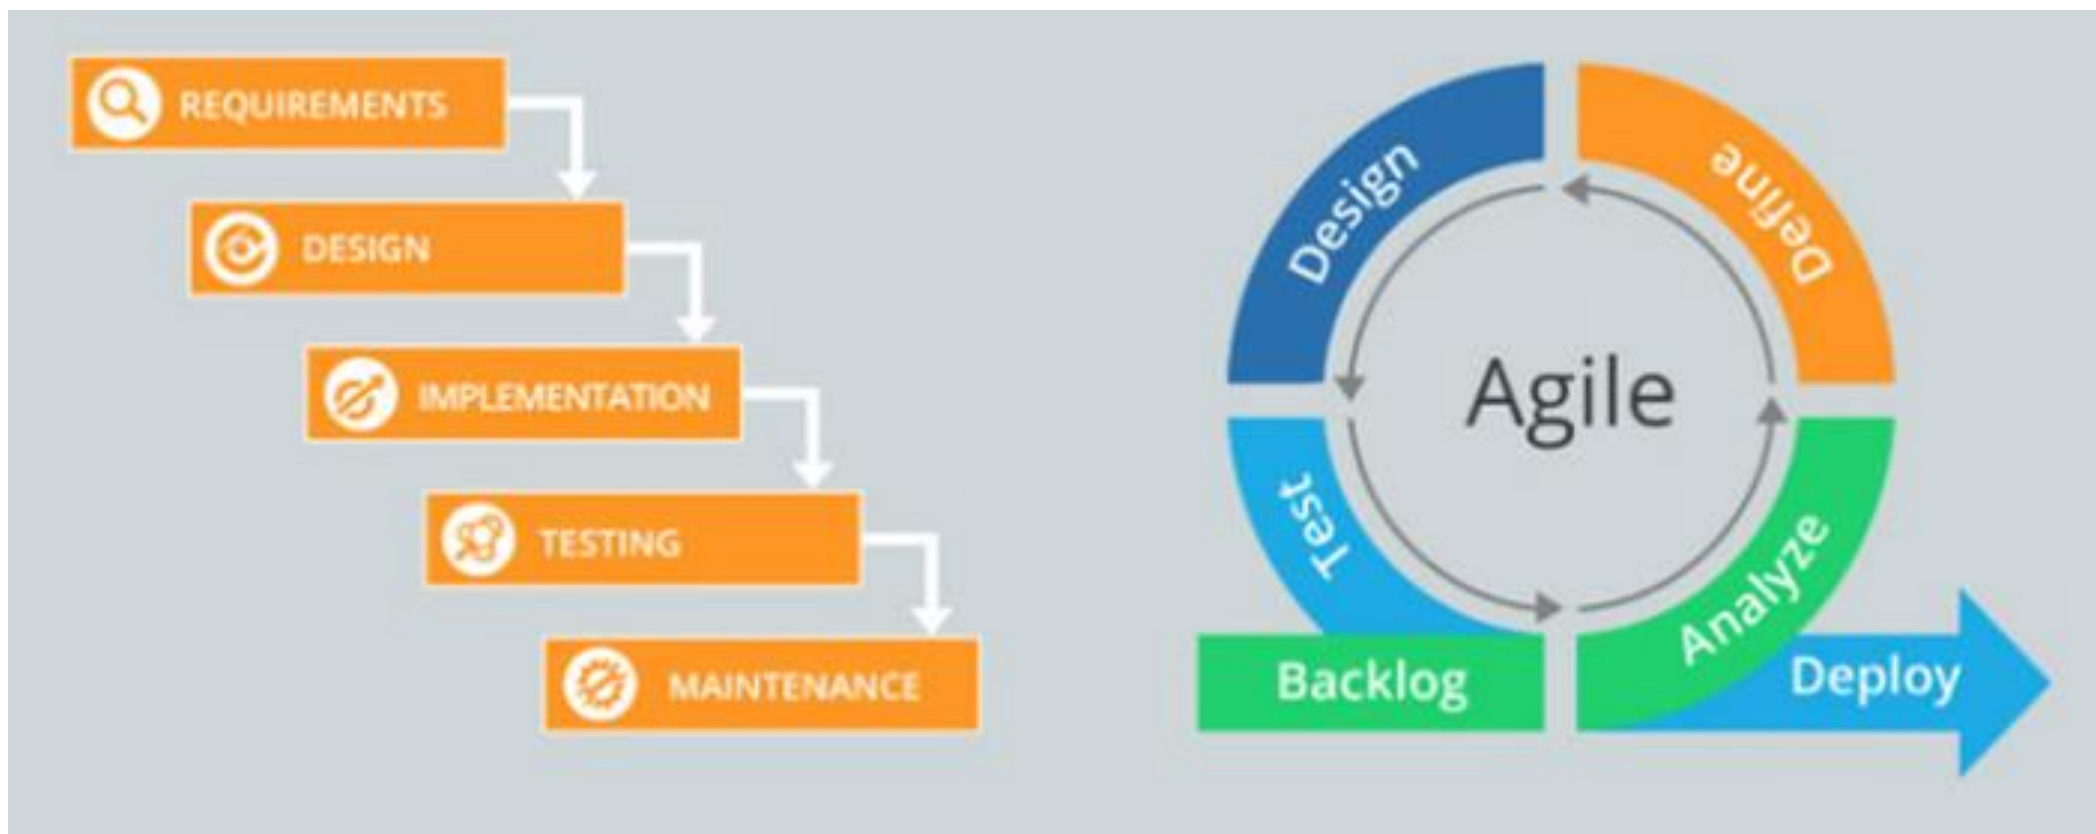 REQUIREMENTS
DESIGN
IMPLEMENTATION
TESTING
MAINTENANCE
Design
Define
Agile
Test
Analyze
Backlog
Deploy